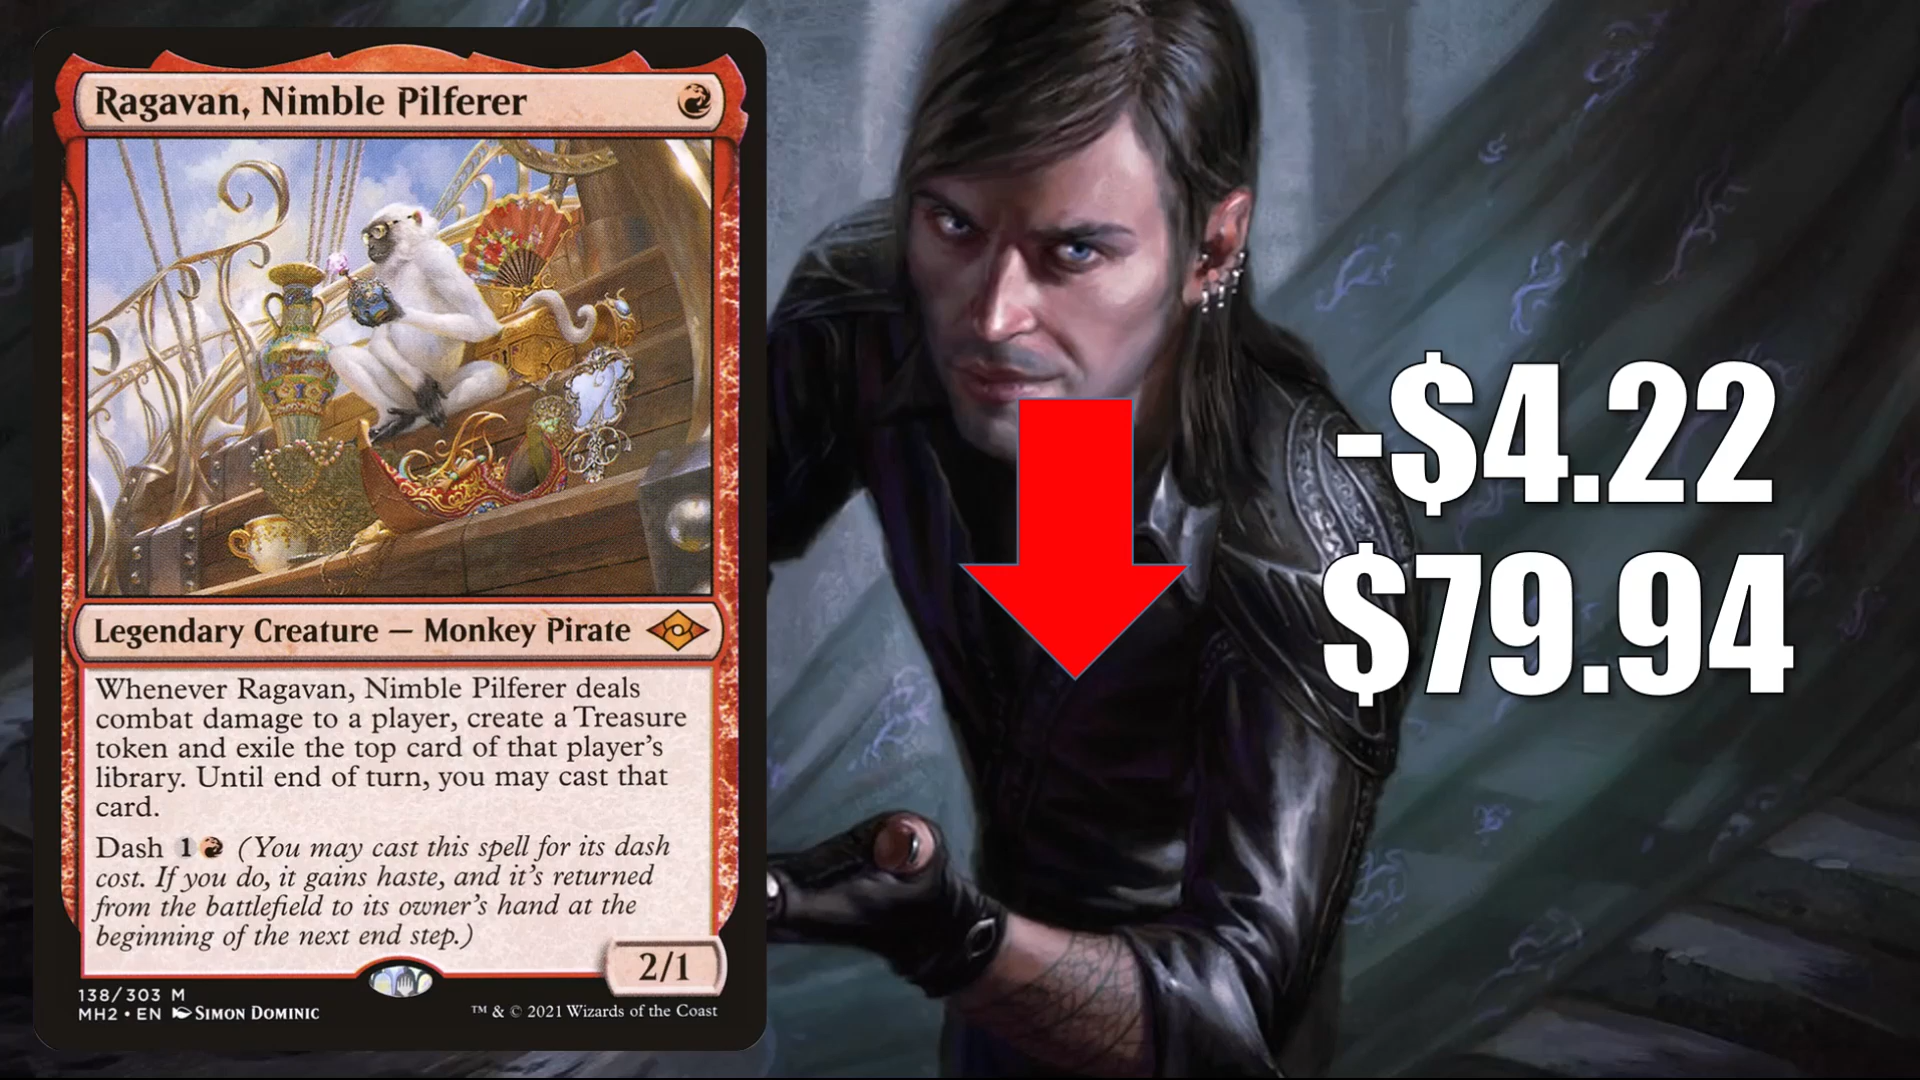 Ragavan, Nimble Pilferer
Legendary Creature — Monkey Pirate
Whenever Ragavan, Nimble Pilferer deals
combat damage to a player, create a Treasure
token and exile the top card of that player's
library. Until end of turn, you may cast that
card.
Dash 1 (You may cast this spell for its dash
cost. If you do, it gains haste, and it's returned
from the battlefield to its owner's hand at the
beginning of the next end step.)
2/1
138/303 M
MH2 • EN Simon Dominic
™ & © 2021 Wizards of the Coast
-$4.22
$79.94